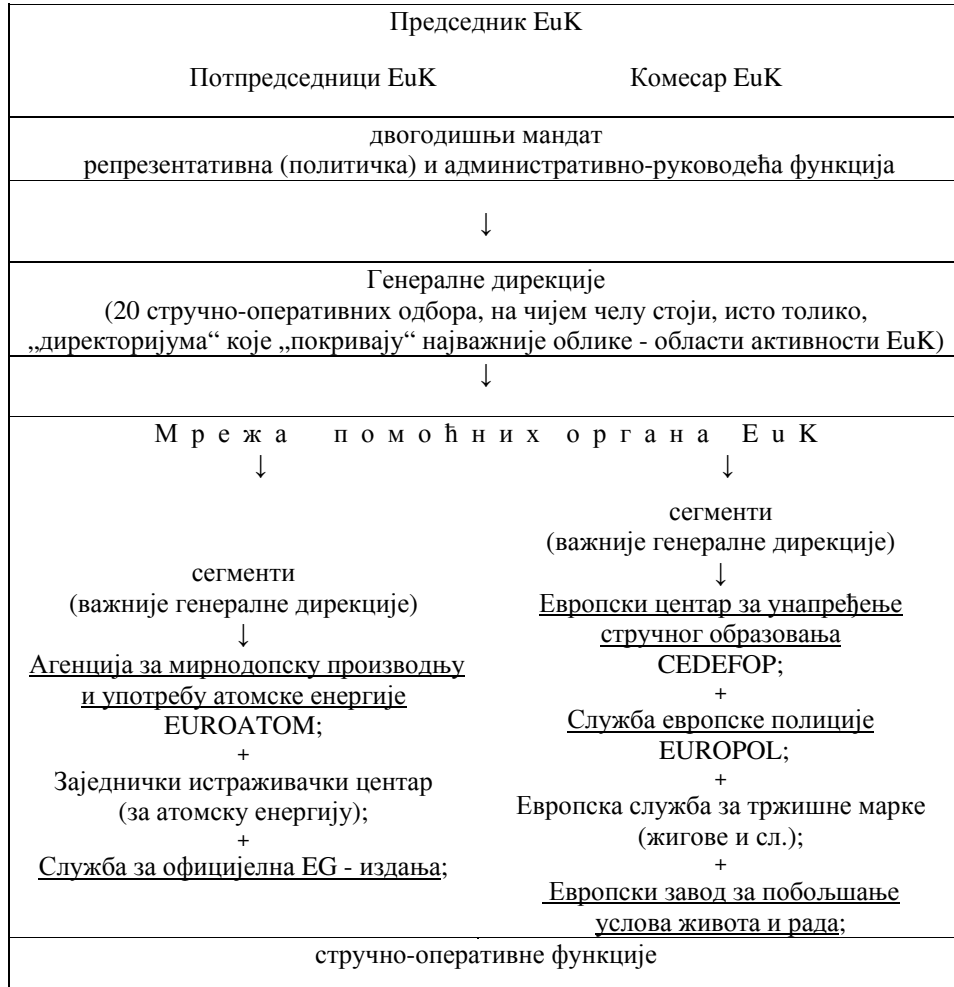 Председник EuK
Потпредседници EuK Комесар EuK
двогодишњи мандат
репрезентативна (политичка) и административно-руководећа функција
↓
Генералне дирекције
(20 стручно-оперативних одбора, на чијем челу стоји, исто толико,
„директоријума“ које „покривају“ најважније облике - области активности EuK)
↓
Мрежа помоћних органа EuK
↓ ↓
сегменти
(важније генералне дирекције)
↓
Агенција за мирнодопску производњу
и употребу атомске енергије
EUROATOM;
+
Заједнички истраживачки центар
(за атомску енергију);
+
Служба за официјелна EG - издања;
сегменти
(важније генералне дирекције)
↓
Европски центар за унапређење
стручног образовања
CEDEFOP;
+
Служба европске полиције
EUROPOL;
+
Европска служба за тржишне марке
(жигове и сл.);
+
Европски завод за побољшање
услова живота и рада;
стручно-оперативне функције